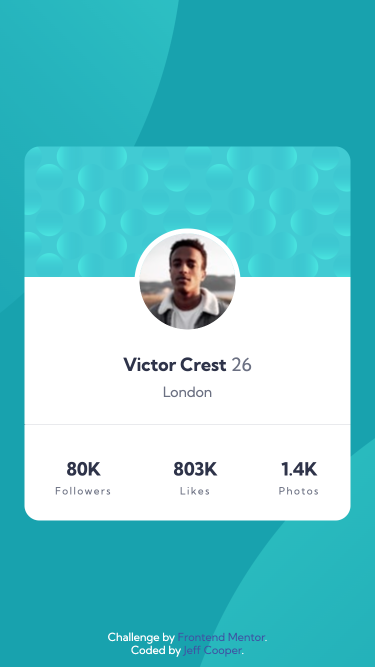 Victor Crest 26
London
80K 803K 1.4K
Followers Likes Photos
Challenge by Frontend Mentor.
Coded by Jeff Cooper.